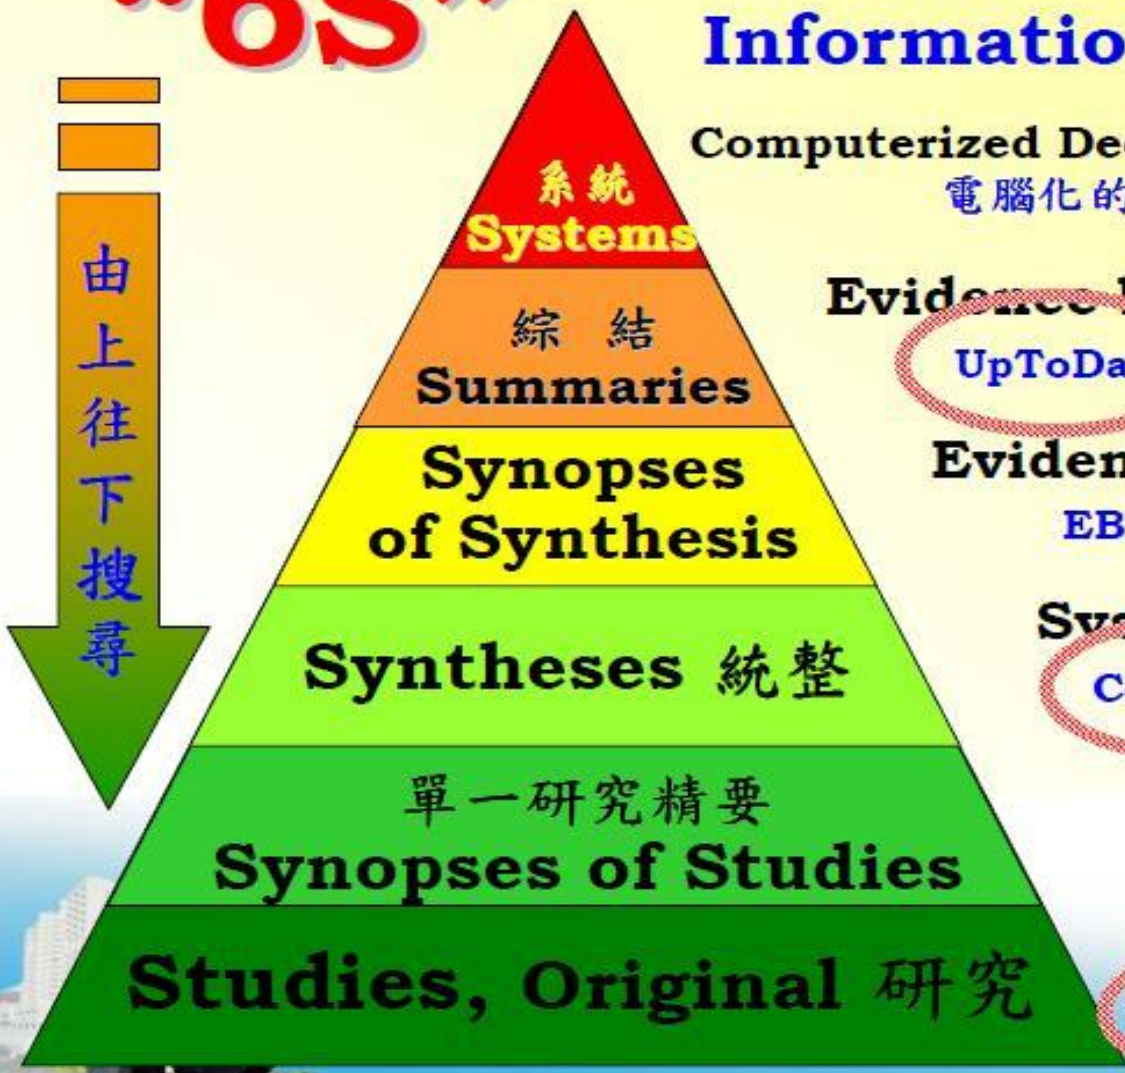 “6S”
Informatio
Computerized De
電腦化的
系統
Systems
Evidence
UpToDa
綜 結
Summaries
Eviden
EB
Synopses
of Synthesis
Sy
C
Syntheses 統整
單一研究精要
Synopses of Studies
Studies, Original 研究
由上往下搜尋